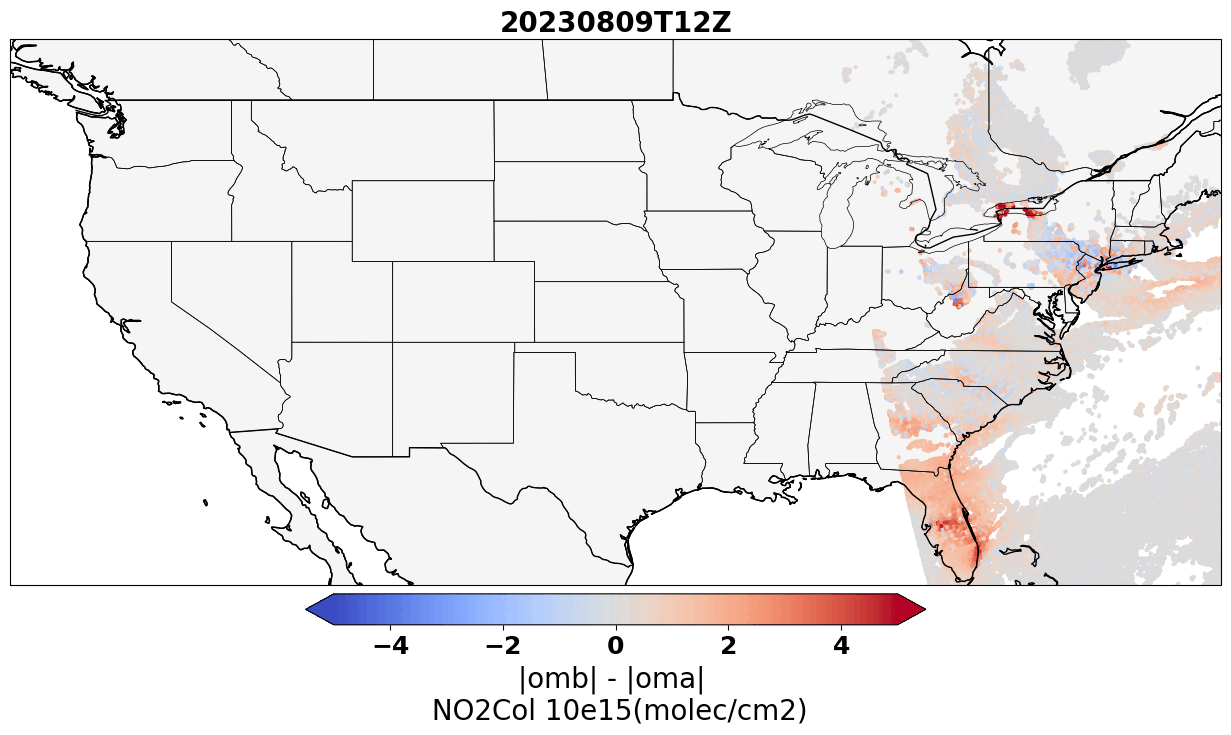 20230809T12Z
−4 −2 0 2 4
|omb| - |oma|
NO2Col 10e15(molec/cm2)